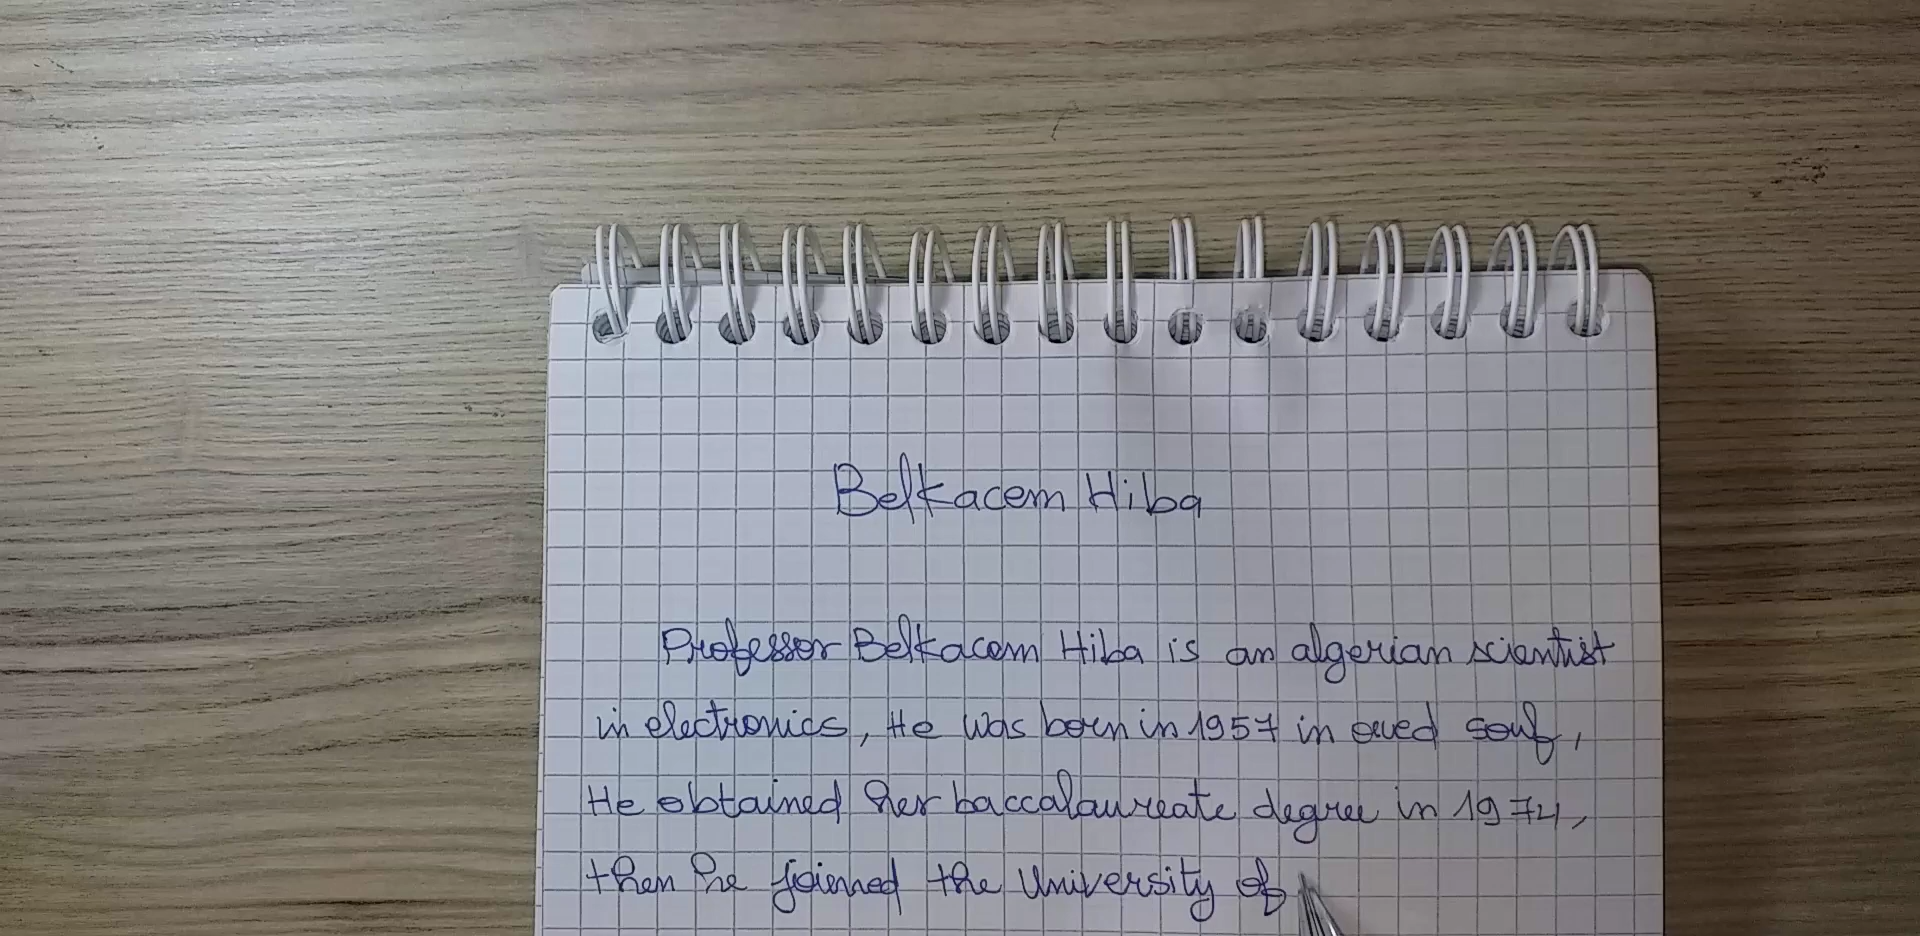 Belkacem Hiba
Professor Belkacem Hiba is an algerian scientist
in electronics, He was born in 1957 in oued souf,
He obtained her baccalaureate degree in 1974,
then he joienned the University of